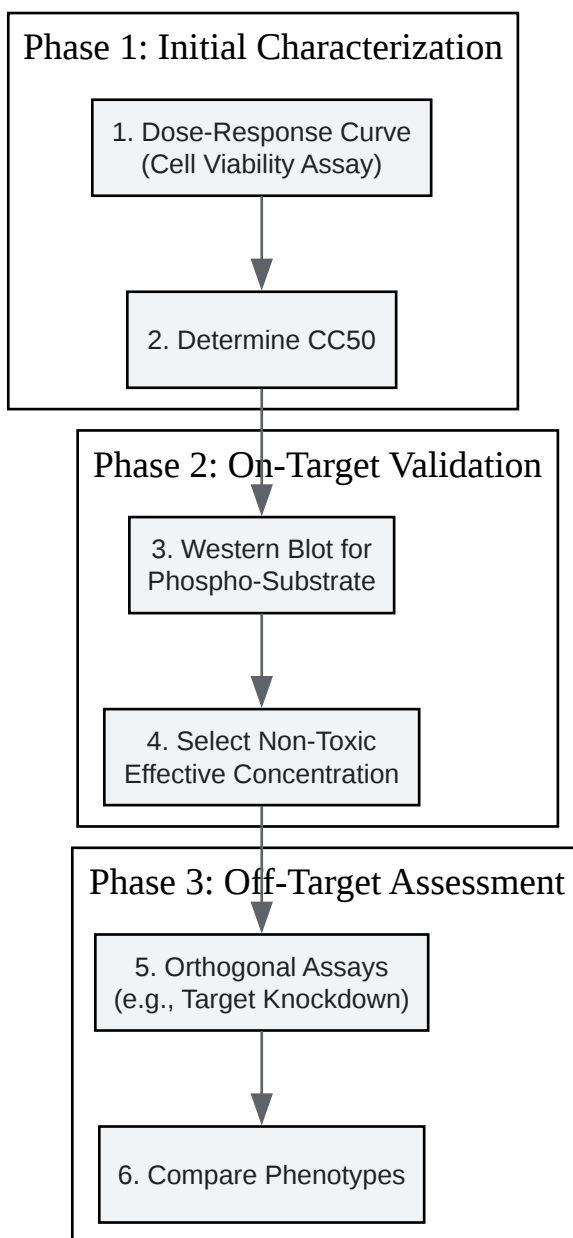 Phase 1: Initial Characterization
1. Dose-Response Curve
(Cell Viability Assay)
2. Determine CC50
Phase 2: On-Target Validation
3. Western Blot for
Phospho-Substrate
4. Select Non-Toxic
Effective Concentration
Phase 3: Off-Target Assessment
5. Orthogonal Assays
(e.g., Target Knockdown)
6. Compare Phenotypes